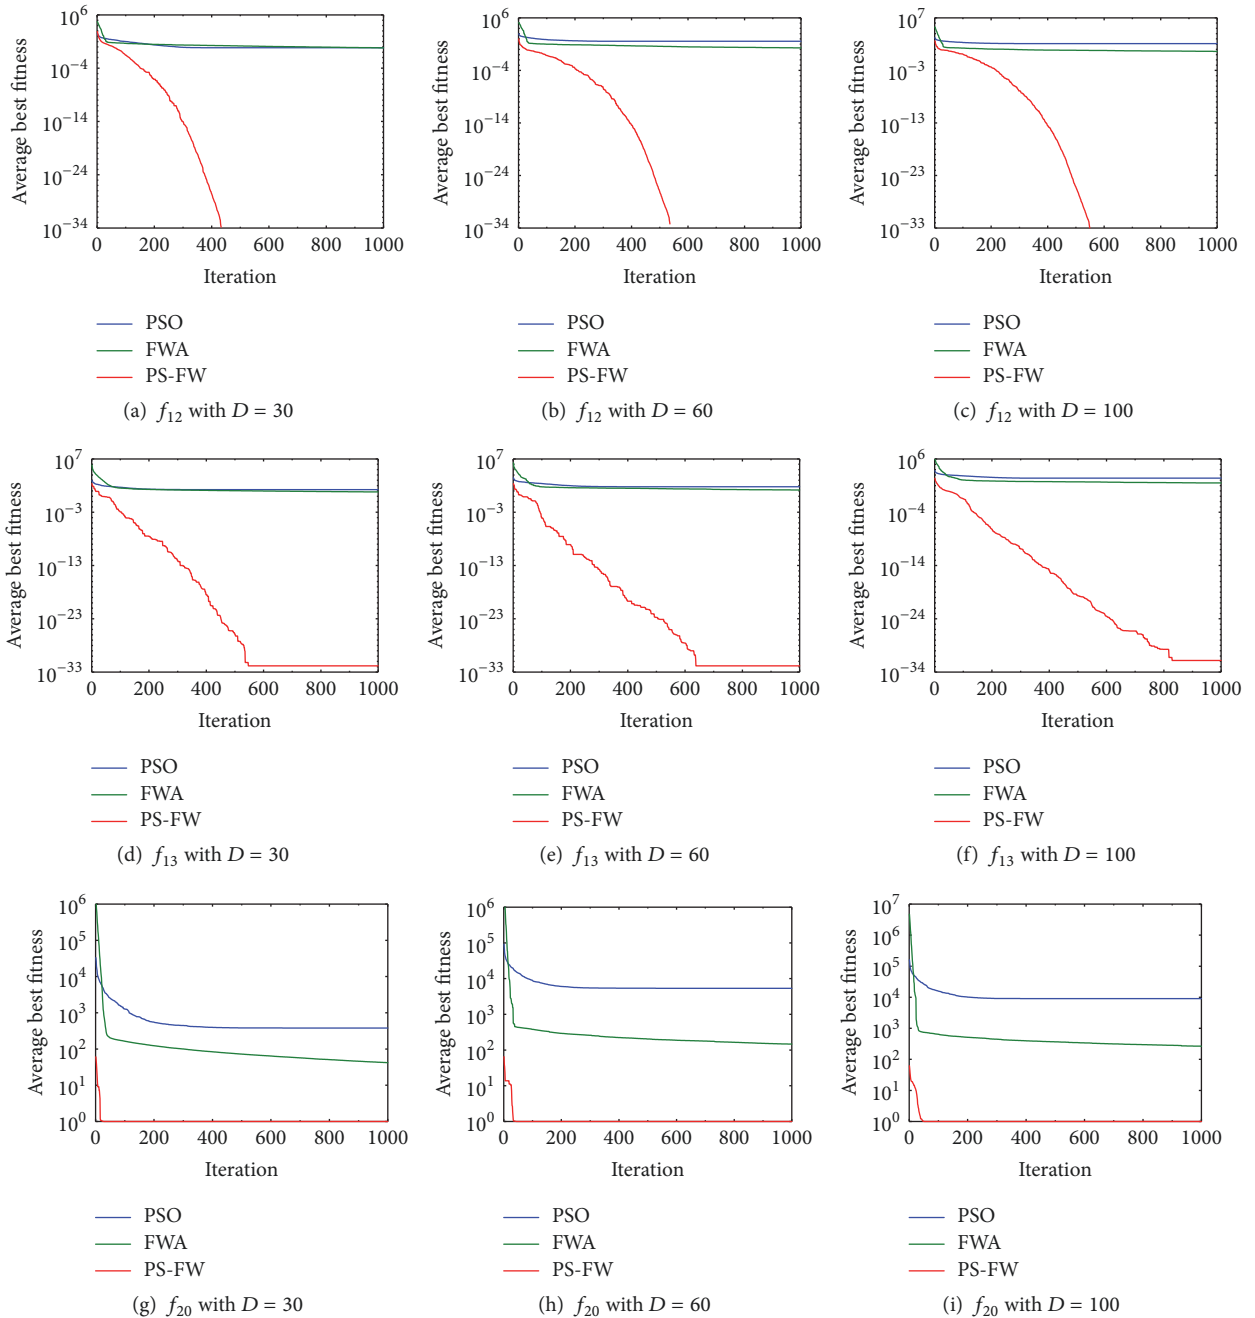 Average best fitness
10^6
10^−4
10^−14
10^−24
10^−34
0 200 400 600 800 1000
Iteration
PSO
FWA
PS-FW
(a) f12 with D = 30
Average best fitness
10^6
10^−4
10^−14
10^−24
10^−34
0 200 400 600 800 1000
Iteration
PSO
FWA
PS-FW
(b) f12 with D = 60
Average best fitness
10^7
10^−3
10^−13
10^−23
10^−33
0 200 400 600 800 1000
Iteration
PSO
FWA
PS-FW
(c) f12 with D = 100
Average best fitness
10^7
10^−3
10^−13
10^−23
10^−33
0 200 400 600 800 1000
Iteration
PSO
FWA
PS-FW
(d) f13 with D = 30
Average best fitness
10^7
10^−3
10^−13
10^−23
10^−33
0 200 400 600 800 1000
Iteration
PSO
FWA
PS-FW
(e) f13 with D = 60
Average best fitness
10^6
10^−4
10^−14
10^−24
10^−34
0 200 400 600 800 1000
Iteration
PSO
FWA
PS-FW
(f) f13 with D = 100
Average best fitness
10^6
10^5
10^4
10^3
10^2
10^1
10^0
0 200 400 600 800 1000
Iteration
PSO
FWA
PS-FW
(g) f20 with D = 30
Average best fitness
10^6
10^5
10^4
10^3
10^2
10^1
10^0
0 200 400 600 800 1000
Iteration
PSO
FWA
PS-FW
(h) f20 with D = 60
Average best fitness
10^7
10^6
10^5
10^4
10^3
10^2
10^1
10^0
0 200 400 600 800 1000
Iteration
PSO
FWA
PS-FW
(i) f20 with D = 100